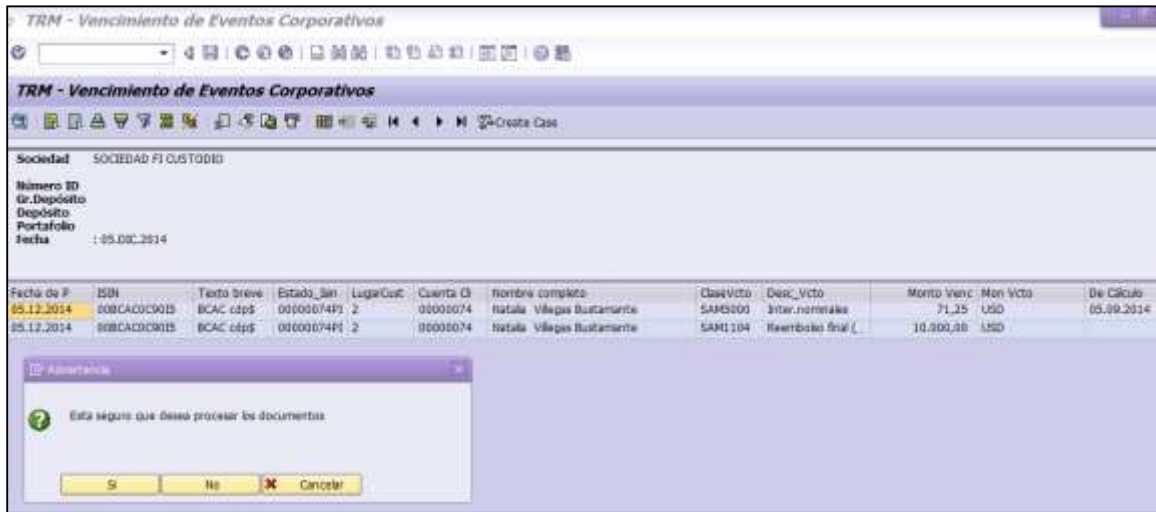 TRM - Vencimiento de Eventos Corporativos
TRM - Vencimiento de Eventos Corporativos
Create Case
Sociedad SOCIEDAD FI CUSTODIO
Número ID
Gr.Depósito
Depósito
Portafolio
Fecha : 05.DIC.2014
Fecha de P ISIN Texto breve Estado_Ban LugarCust Cuenta Cl Nombre completo ClaseVcto Desc_Vcto Monto Venc Mon Vcto De Cálculo
05.12.2014 BCAC cdp$ 2 00000074 Natalia Villegas Bustamante SAM5000 Inter.nominales 71,25 USD 05.09.2014
05.12.2014 BCAC cdp$ 2 00000074 Natalia Villegas Bustamante SAM1104 Reembolso final (. 10.000,00 USD
Advertencia
Esta seguro que desea procesar los documentos
Si No Cancelar